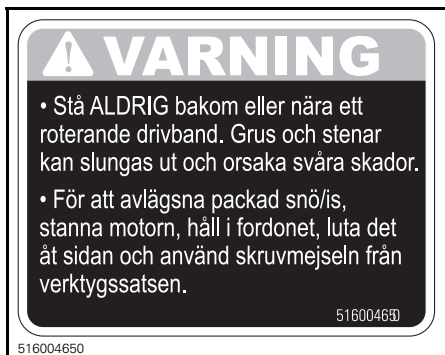 VARNING
• Stå ALDRIG bakom eller nära ett
roterande drivband. Grus och stenar
kan slungas ut och orsaka svåra skador.
• För att avlägsna packad snö/is,
stanna motorn, håll i fordonet, luta det
åt sidan och använd skruvmejseln från
verktygssatsen.
516004650
516004650